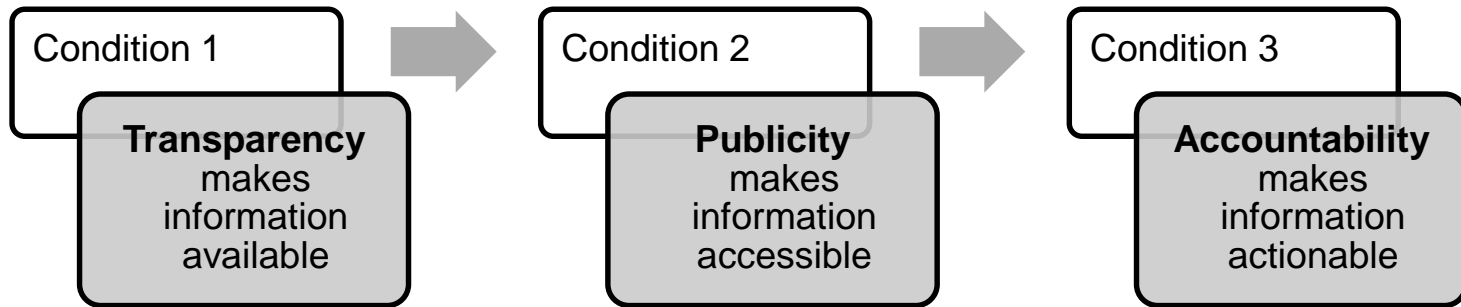 Condition 1
Transparency
makes
information
available
Condition 2
Publicity
makes
information
accessible
Condition 3
Accountability
makes
information
actionable